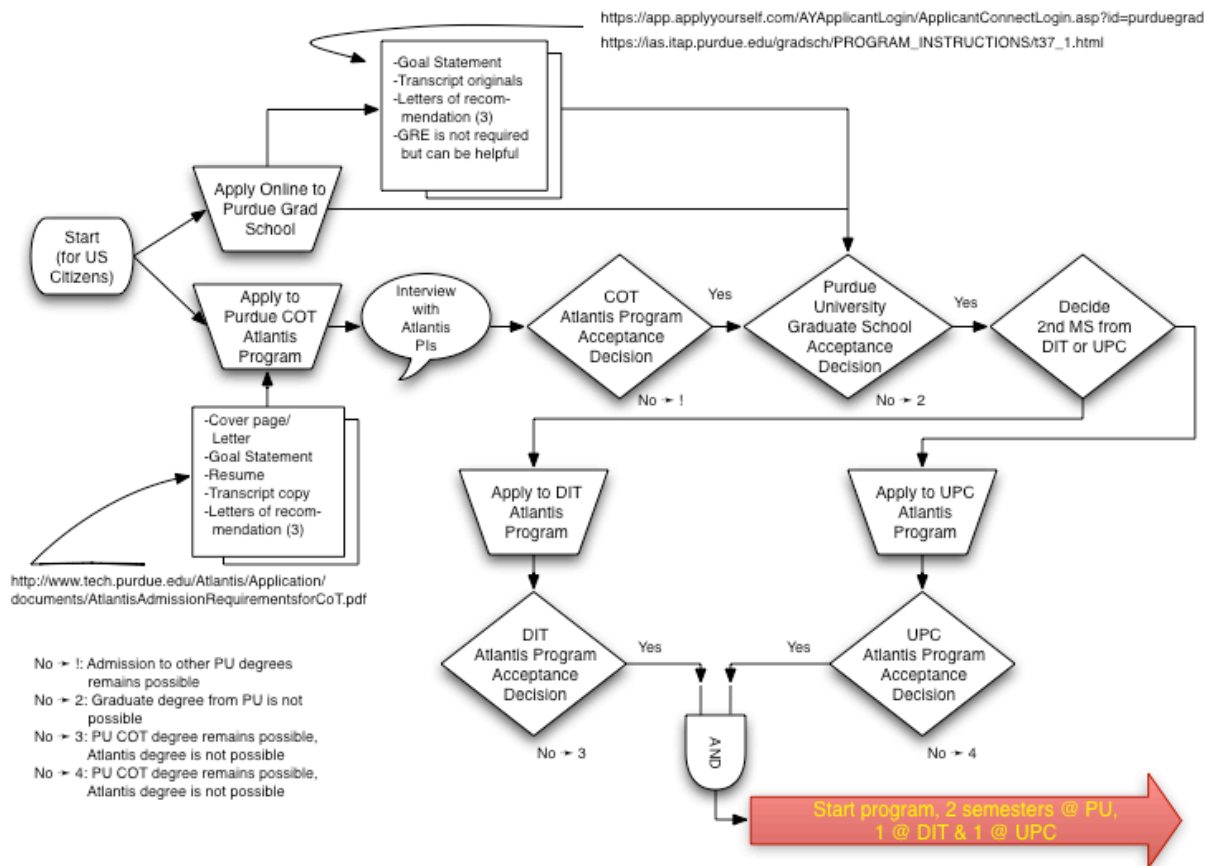 https://app.applyyourself.com/AYApplicantLogin/ApplicantConnectLogin.asp?id=purduegrad
https://ias.itap.purdue.edu/gradsch/PROGRAM_INSTRUCTIONS/t37_1.html
-Goal Statement
-Transcript originals
-Letters of recom-
mendation (3)
-GRE is not required
but can be helpful
Apply Online to
Purdue Grad
School
Start
(for US
Citizens)
Apply to
Purdue COT
Atlantis
Program
Interview
with
Atlantis
PIs
COT
Atlantis Program
Acceptance
Decision
Yes
No → !
Purdue
University
Graduate School
Acceptance
Decision
Yes
No → 2
Decide
2nd MS from
DIT or UPC
-Cover page/
Letter
-Goal Statement
-Resume
-Transcript copy
-Letters of recom-
mendation (3)
http://www.tech.purdue.edu/Atlantis/Application/
documents/AtlantisAdmissionRequirementsforCoT.pdf
Apply to DIT
Atlantis
Program
Apply to UPC
Atlantis
Program
DIT
Atlantis Program
Acceptance
Decision
Yes
No → 3
Yes
UPC
Atlantis Program
Acceptance
Decision
No → 4
AND
No → !: Admission to other PU degrees
remains possible
No → 2: Graduate degree from PU is not
possible
No → 3: PU COT degree remains possible,
Atlantis degree is not possible
No → 4: PU COT degree remains possible,
Atlantis degree is not possible
Start program, 2 semesters @ PU,
1 @ DIT & 1 @ UPC